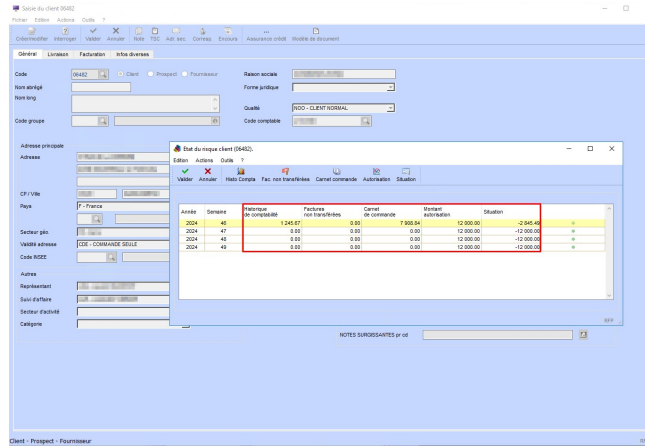 Saisie du client 06482
Fichier Edition Actions Outils ?
Créer/modifier Interroger Valider Annuler Note TSC Adr. sec. Corresp. Encours Assurance crédit Modèle de document
Général Livraison Facturation Infos diverses
Code 06482 Client Prospect Fournisseur Raison sociale
Nom abrégé Forme juridique
Nom long
Qualité NOO - CLIENT NORMAL
Code groupe Code comptable
Adresse principale
Adresse
CP / Ville
Pays F - France
Secteur géo.
Validité adresse CDE - COMMANDE SEULE
Code INSEE
Autres
Représentant
Suivi d'affaire
Secteur d'activité
Catégorie
Etat du risque client (06482).
Edition Actions Outils ?
Valider Annuler Histo Compta Fac. non transférées Carnet commande Autorisation Situation
Année Semaine Historique de comptabilité Factures non transférées Carnet de commande Montant autorisation Situation
2024 46 1 245.67 0.00 7 908.84 12 000.00 -2 845.49
2024 47 0.00 0.00 0.00 12 000.00 -12 000.00
2024 48 0.00 0.00 0.00 12 000.00 -12 000.00
2024 49 0.00 0.00 0.00 12 000.00 -12 000.00
RFP
NOTES SURGISSANTES pr cd
Client - Prospect - Fournisseur